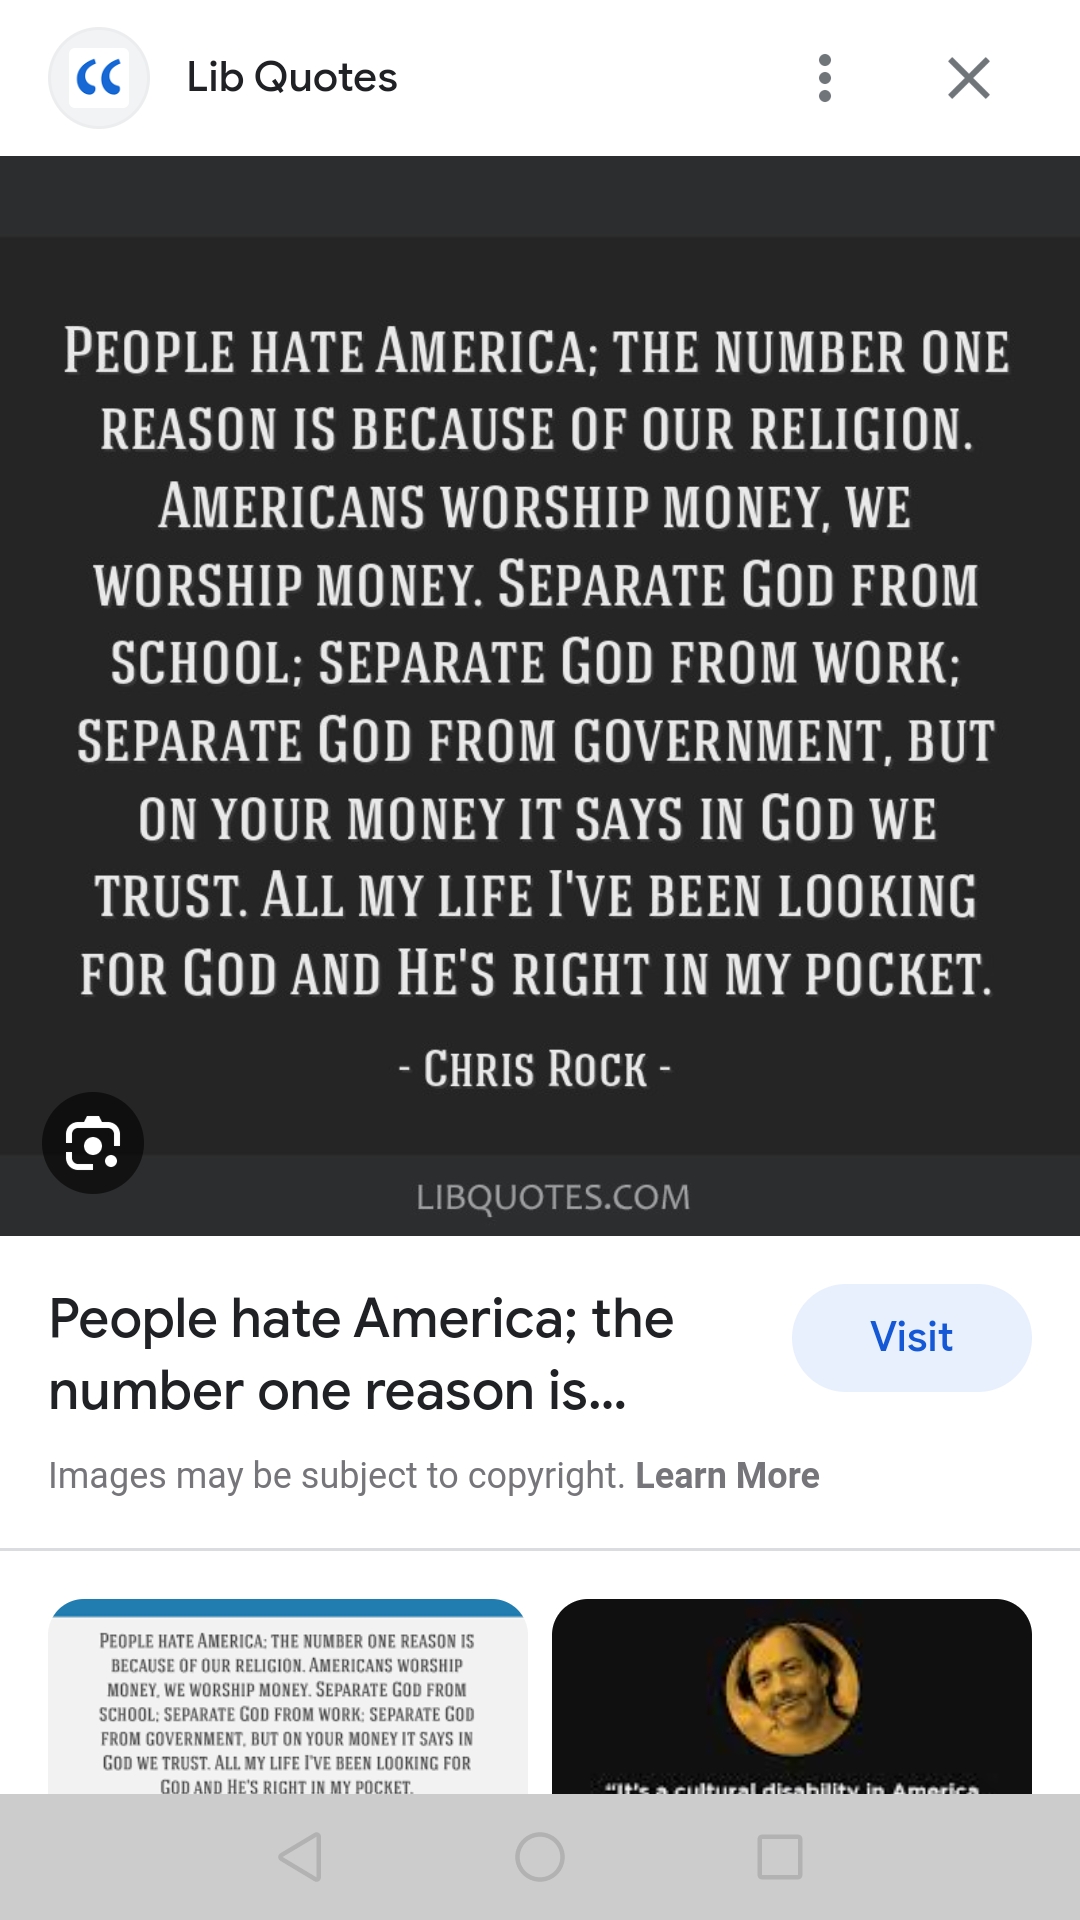 Lib Quotes
People hate America; the number one
reason is because of our religion.
Americans worship money, we
worship money. Separate God from
school; separate God from work;
separate God from government, but
on your money it says in God we
trust. All my life I've been looking
for God and He's right in my pocket.
- Chris Rock -
LIBQUOTES.COM
People hate America; the
number one reason is...
Visit
Images may be subject to copyright. Learn More
People hate America; the number one reason is
because of our religion. Americans worship
money, we worship money. Separate God from
school; separate God from work; separate God
from government, but on your money it says in
God we trust. All my life I've been looking for
God and He's right in my pocket.
"It's a cultural disability in America